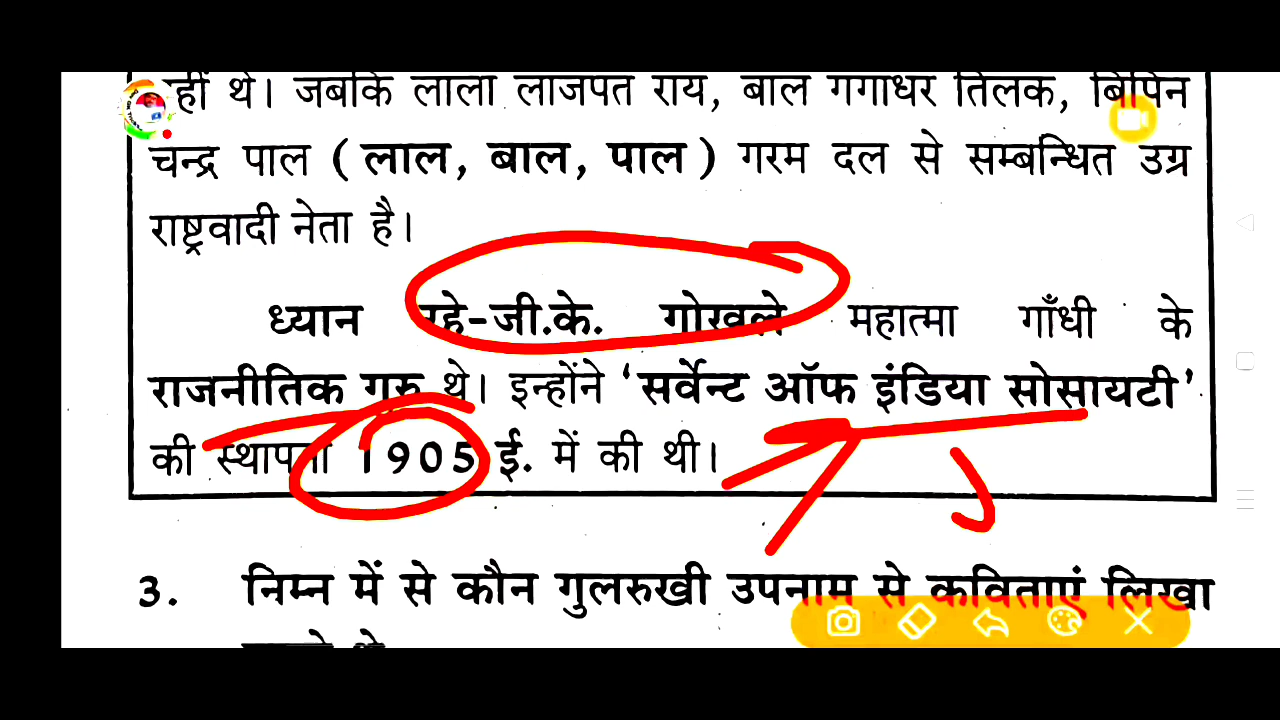 हीं थे। जबकि लाला लाजपत राय, बाल गंगाधर तिलक, बिपिन
चन्द्र पाल (लाल, बाल, पाल) गरम दल से सम्बन्धित उग्र
राष्ट्रवादी नेता है।
ध्यान रहे-जी.के. गोखले महात्मा गाँधी के
राजनीतिक गुरु थे। इन्होंने ‘सर्वेन्ट ऑफ इंडिया सोसायटी’
की स्थापना 1905 ई. में की थी।
3. निम्न में से कौन गुलरुखी उपनाम से कविताएं लिखा